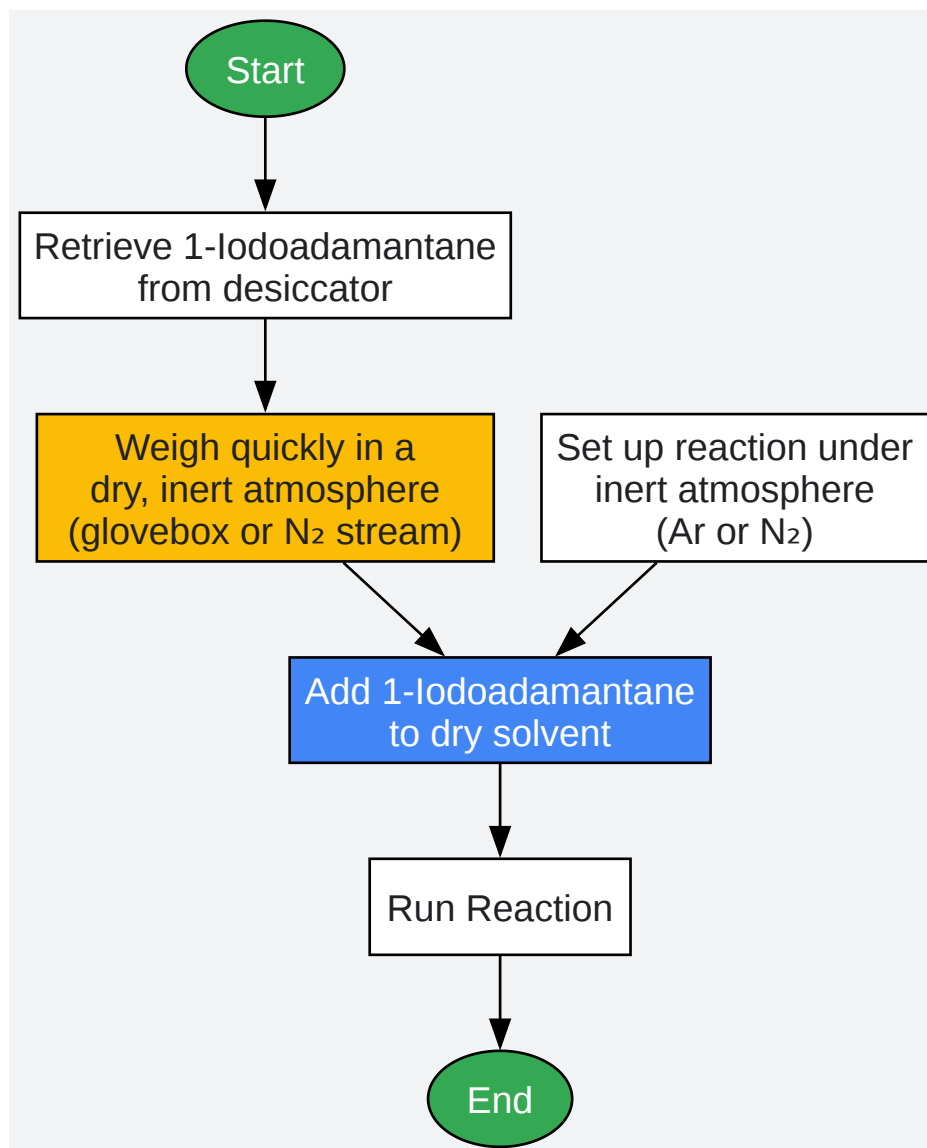 Start
Retrieve 1-Iodoadamantane
from desiccator
Weigh quickly in a
dry, inert atmosphere
(glovebox or N₂ stream)
Set up reaction under
inert atmosphere
(Ar or N₂)
Add 1-Iodoadamantane
to dry solvent
Run Reaction
End